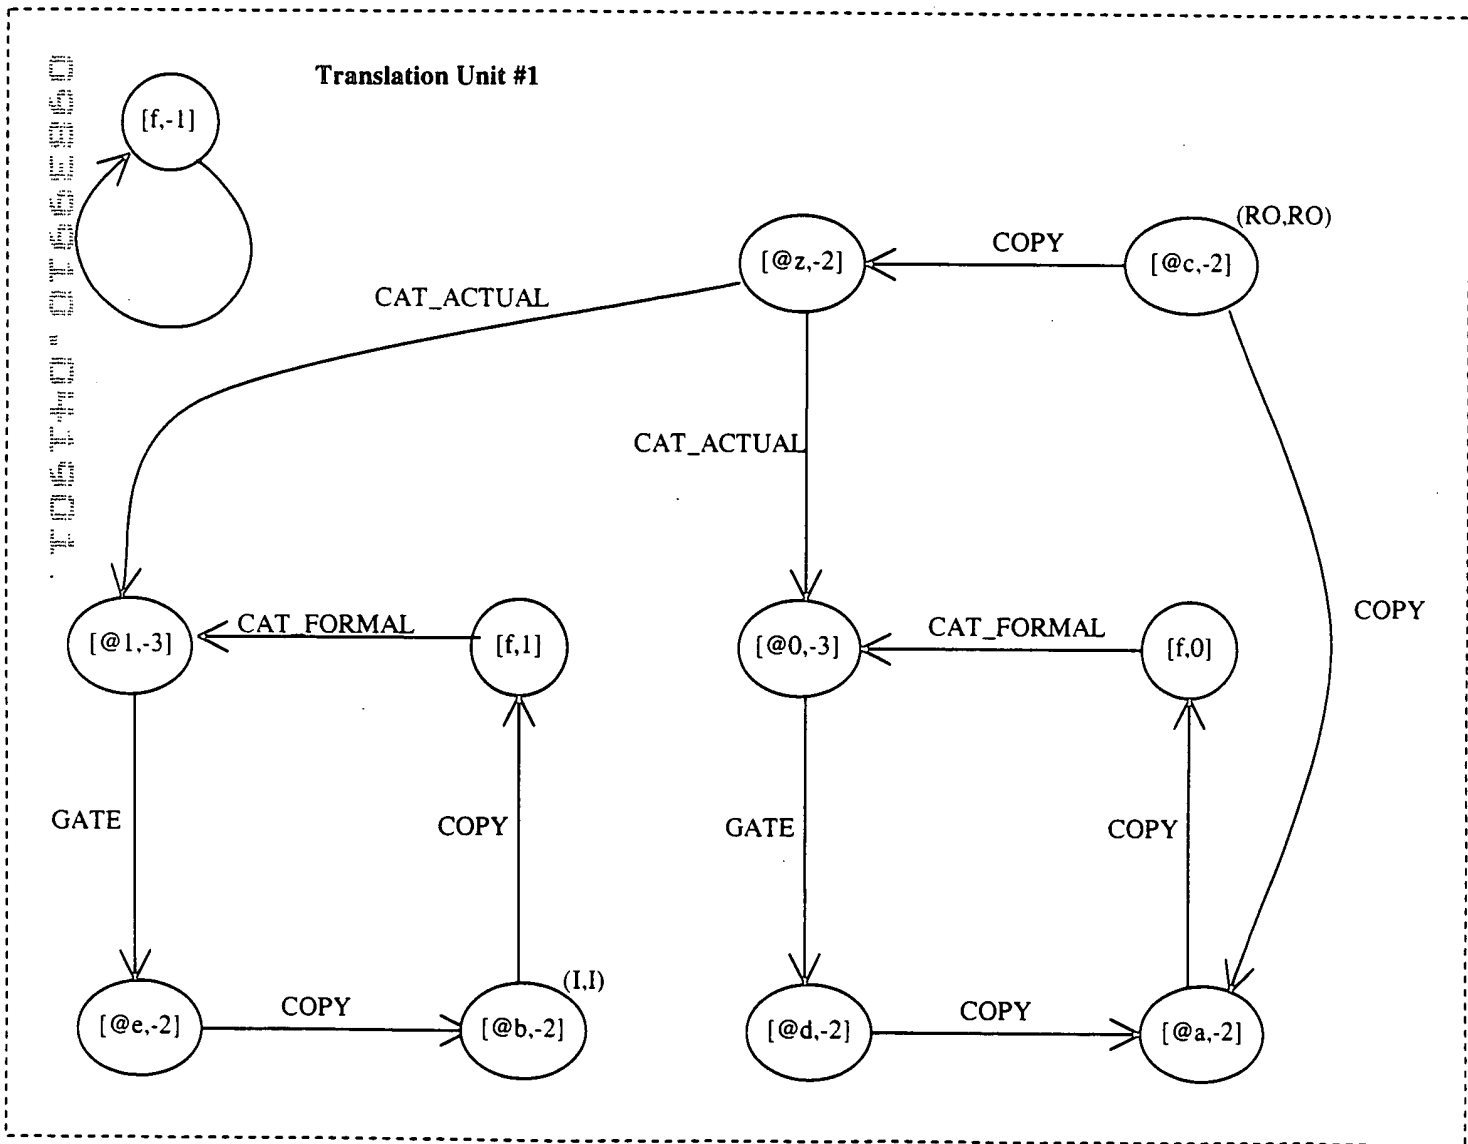 Translation Unit #1
[f,-1]
(RO,RO)
[@z,-2]
COPY
[@c,-2]
CAT_ACTUAL
CAT_ACTUAL
COPY
[@1,-3]
CAT_FORMAL
[f,1]
[@0,-3]
CAT_FORMAL
[f,0]
GATE
COPY
GATE
COPY
(I,I)
[@e,-2]
COPY
[@b,-2]
[@d,-2]
COPY
[@a,-2]